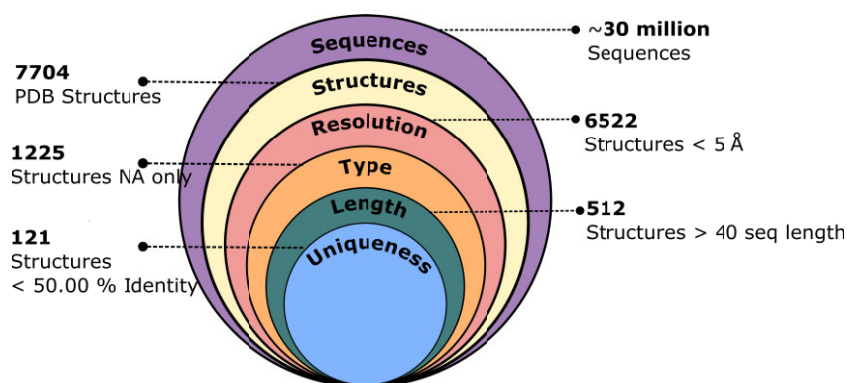 Sequences
Structures
Resolution
Type
Length
Uniqueness
7704
PDB Structures
1225
Structures NA only
121
Structures
< 50.00 % Identity
~30 million
Sequences
6522
Structures < 5 Å
512
Structures > 40 seq length